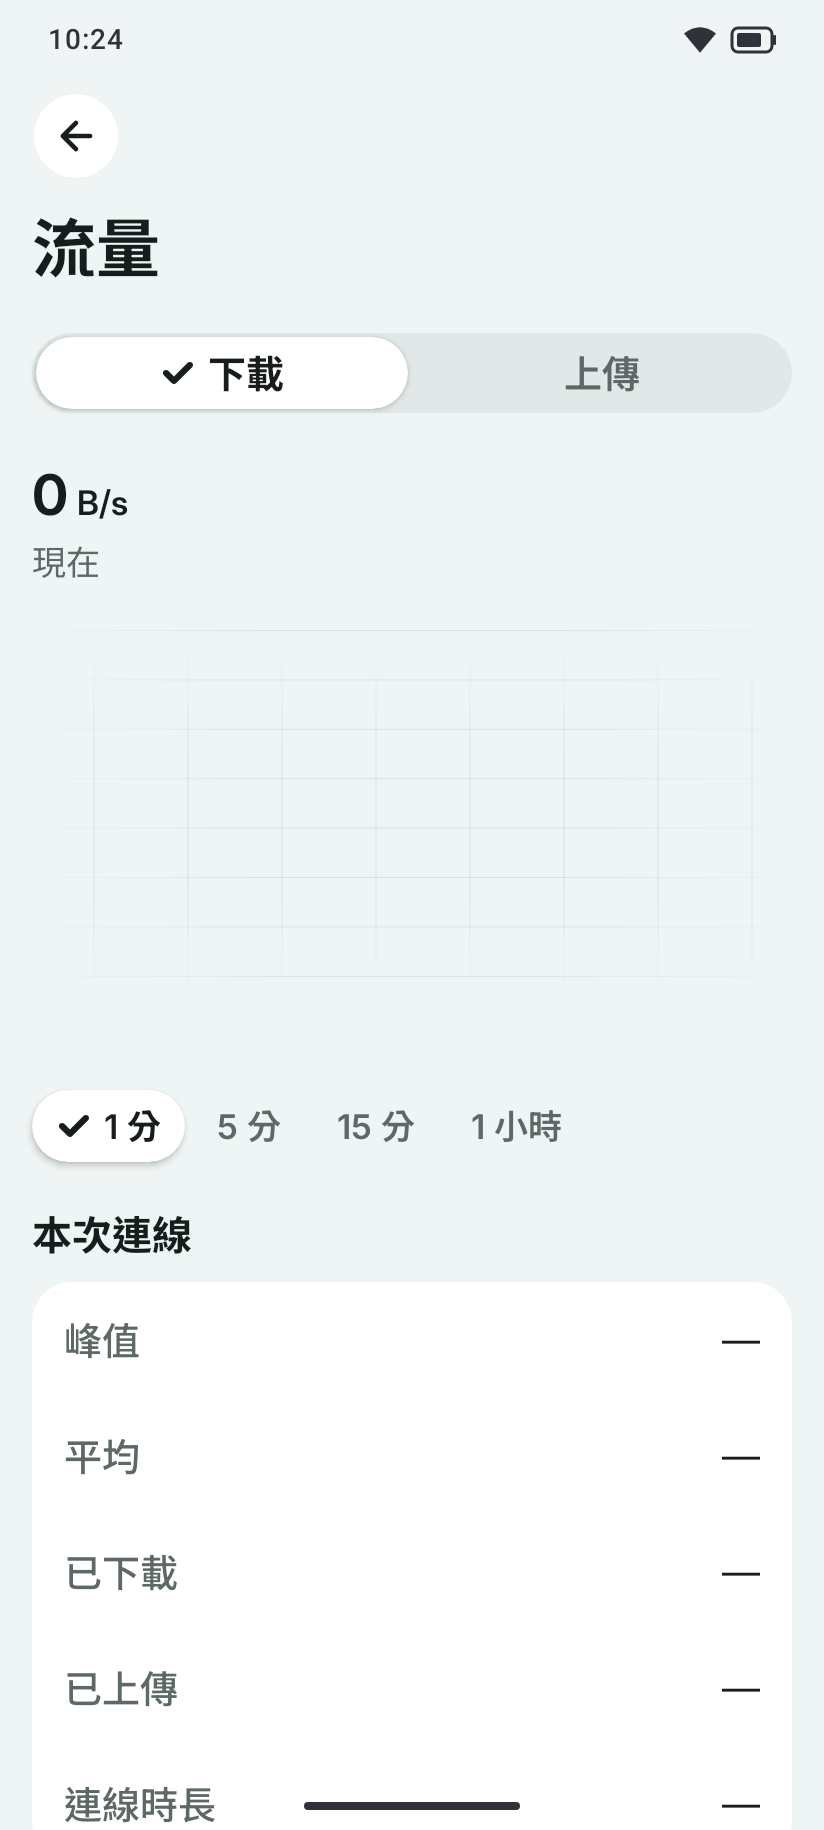 10:24
流量
下載
上傳
0 B/s
現在
1 分
5 分
15 分
1 小時
本次連線
峰值 —
平均 —
已下載 —
已上傳 —
連線時長 —